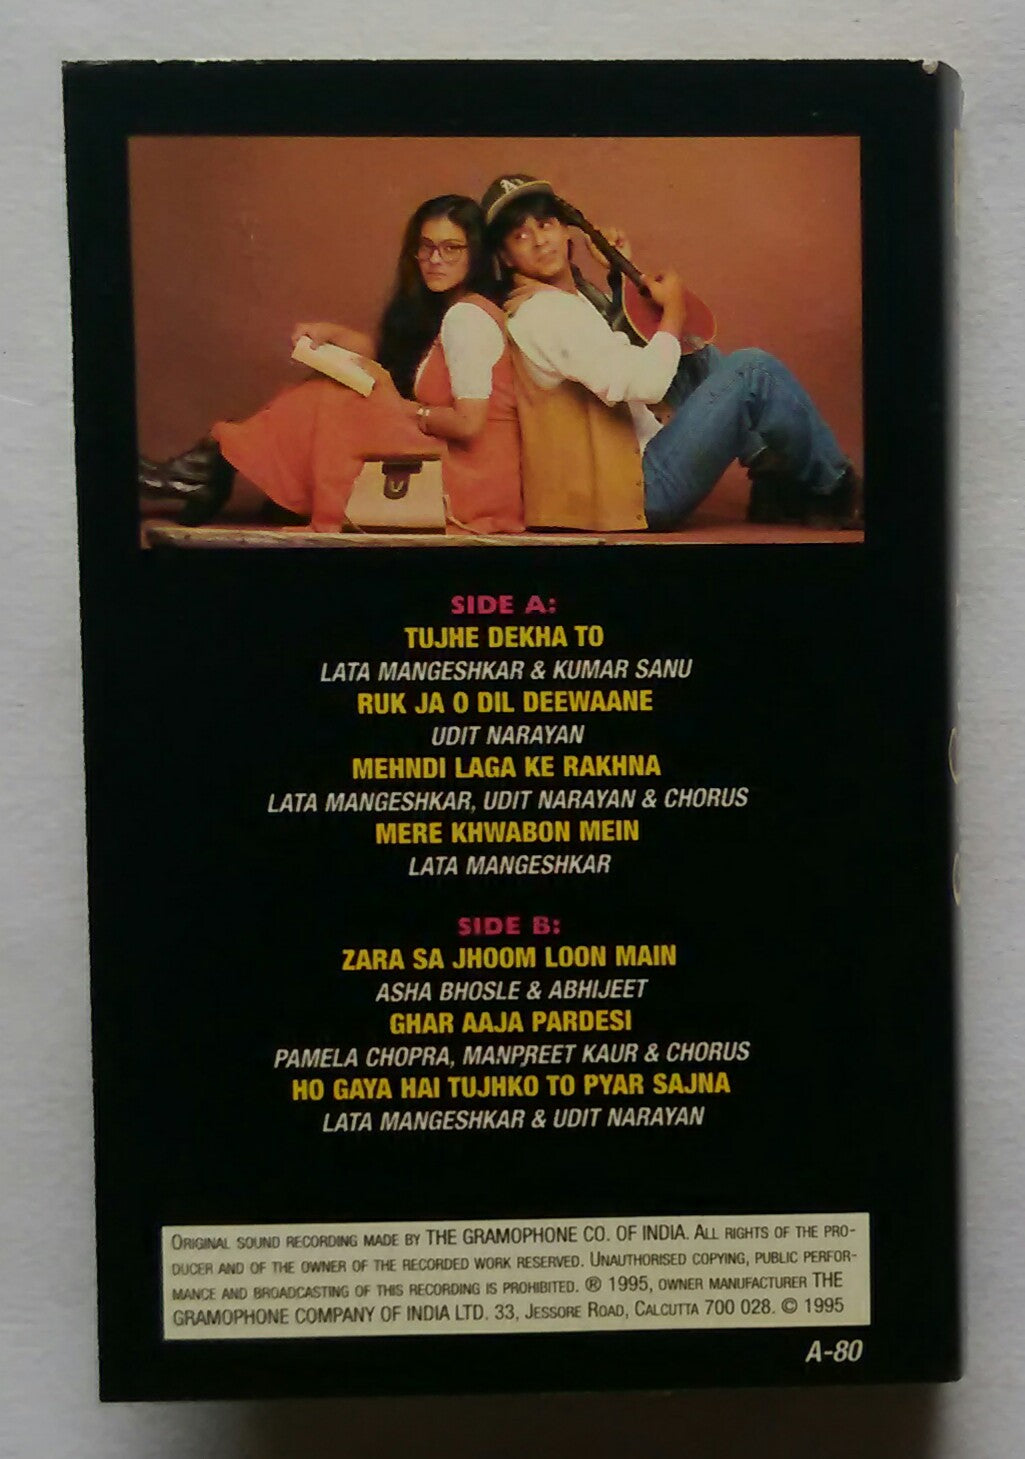 SIDE A:
TUJHE DEKHA TO
LATA MANGESHKAR & KUMAR SANU
RUK JA O DIL DEEWAANE
UDIT NARAYAN
MEHNDI LAGA KE RAKHNA
LATA MANGESHKAR, UDIT NARAYAN & CHORUS
MERE KHWABON MEIN
LATA MANGESHKAR
SIDE B:
ZARA SA JHOOM LOON MAIN
ASHA BHOSLE & ABHIJEET
GHAR AAJA PARDESI
PAMELA CHOPRA, MANPREET KAUR & CHORUS
HO GAYA HAI TUJHKO TO PYAR SAJNA
LATA MANGESHKAR & UDIT NARAYAN
ORIGINAL SOUND RECORDING MADE BY THE GRAMOPHONE CO. OF INDIA. ALL RIGHTS OF THE PRO-
DUCER AND OF THE OWNER OF THE RECORDED WORK RESERVED. UNAUTHORISED COPYING, PUBLIC PERFOR-
MANCE AND BROADCASTING OF THIS RECORDING IS PROHIBITED. ® 1995, OWNER MANUFACTURER THE
GRAMOPHONE COMPANY OF INDIA LTD. 33, JESSORE ROAD, CALCUTTA 700 028. © 1995
A-80